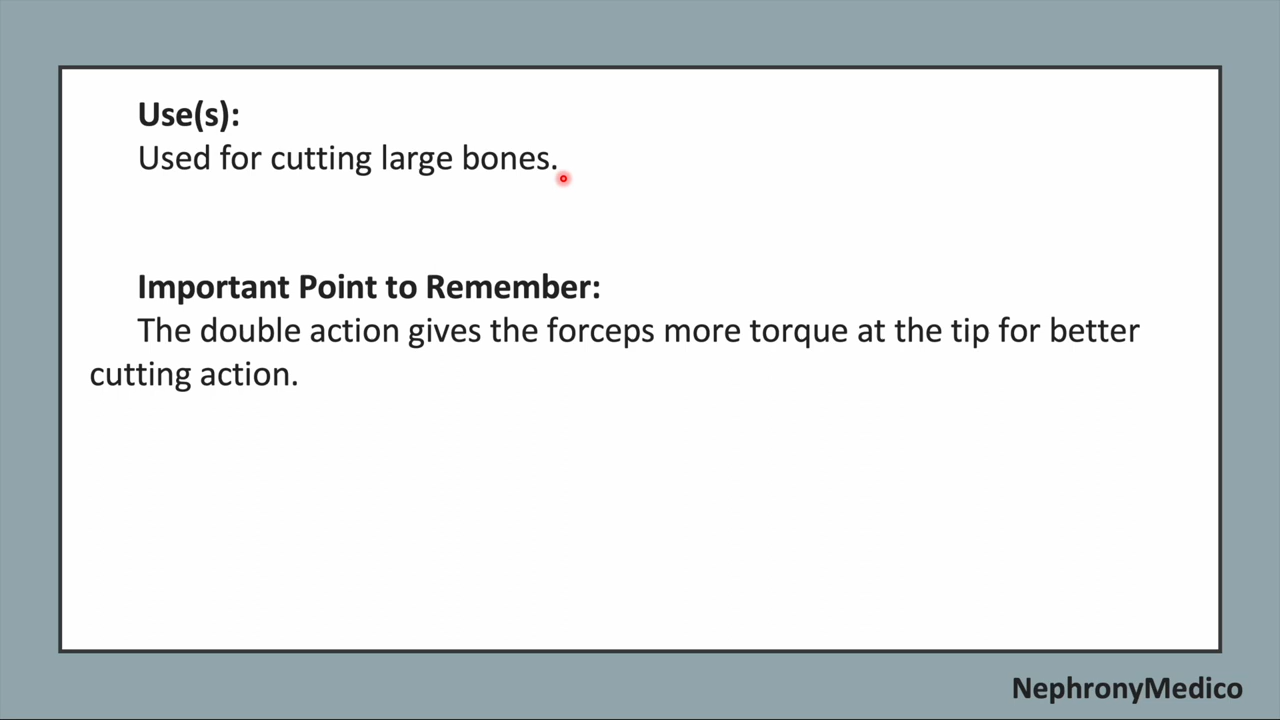 Use(s):
Used for cutting large bones.
Important Point to Remember:
The double action gives the forceps more torque at the tip for better
cutting action.
NephronyMedico